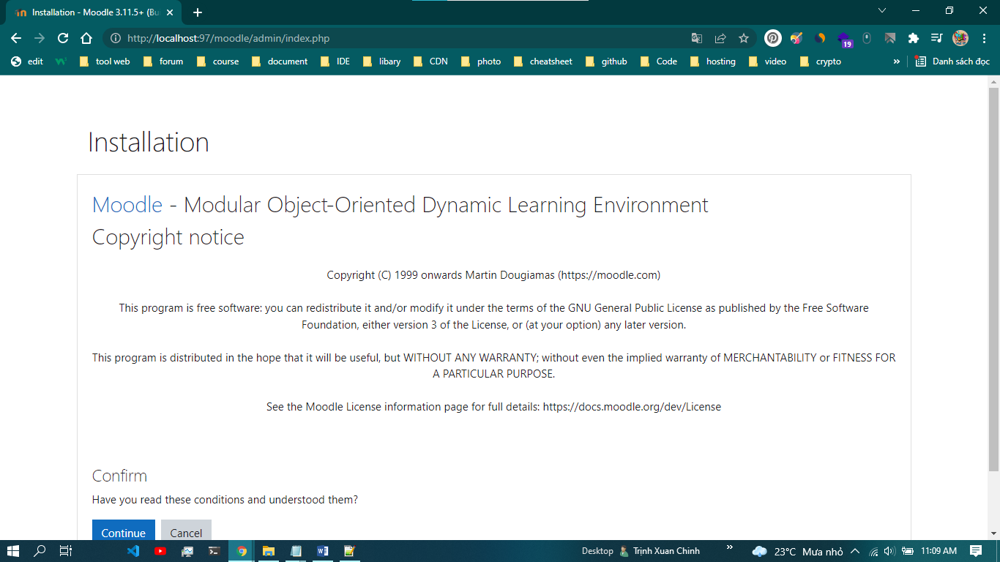 Installation - Moodle 3.11.5+ (Bu
http://localhost:97/moodle/admin/index.php
19
edit tool web forum course document IDE libary CDN photo cheatsheet github Code hosting video crypto » Danh sách đọc
Installation
Moodle - Modular Object-Oriented Dynamic Learning Environment
Copyright notice
Copyright (C) 1999 onwards Martin Dougiamas (https://moodle.com)
This program is free software: you can redistribute it and/or modify it under the terms of the GNU General Public License as published by the Free Software
Foundation, either version 3 of the License, or (at your option) any later version.
This program is distributed in the hope that it will be useful, but WITHOUT ANY WARRANTY; without even the implied warranty of MERCHANTABILITY or FITNESS FOR
A PARTICULAR PURPOSE.
See the Moodle License information page for full details: https://docs.moodle.org/dev/License
Confirm
Have you read these conditions and understood them?
Continue Cancel
Desktop Trịnh Xuan Chinh » 23°C Mưa nhỏ 11:09 AM